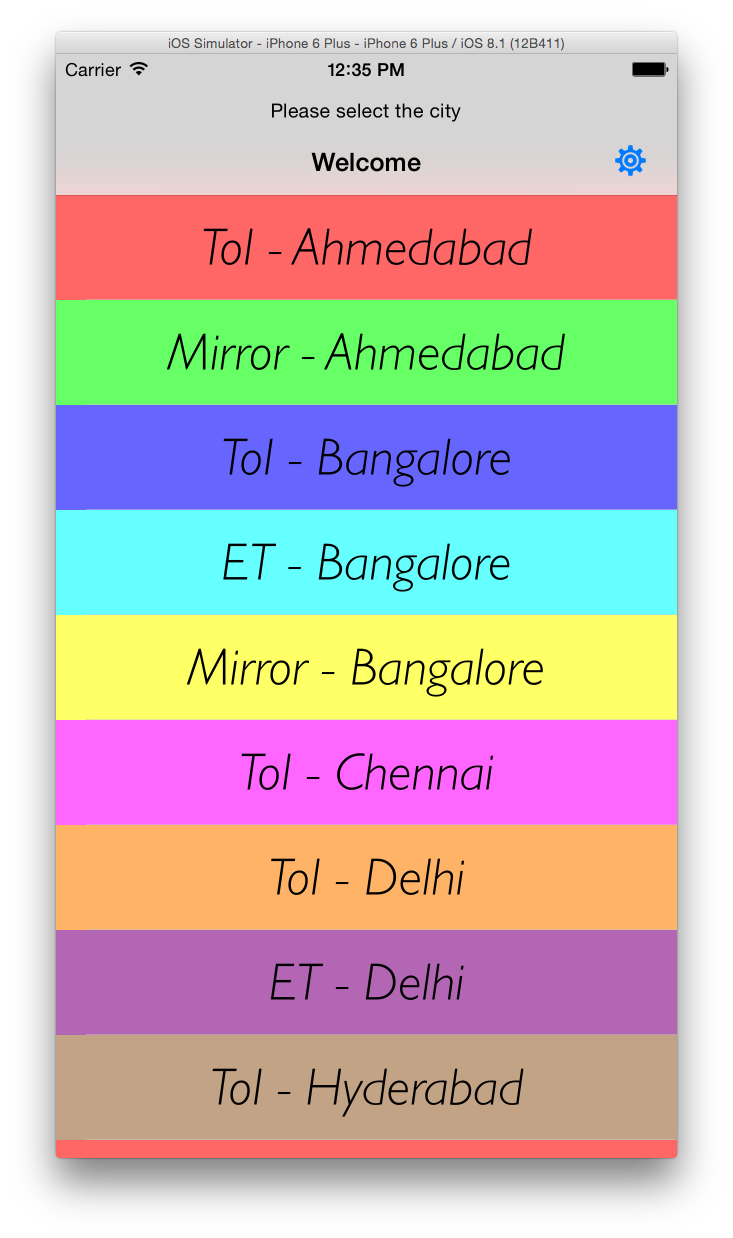 iOS Simulator - iPhone 6 Plus - iPhone 6 Plus / iOS 8.1 (12B411)
Carrier 12:35 PM
Please select the city
Welcome
ToI - Ahmedabad
Mirror - Ahmedabad
ToI - Bangalore
ET - Bangalore
Mirror - Bangalore
ToI - Chennai
ToI - Delhi
ET - Delhi
ToI - Hyderabad